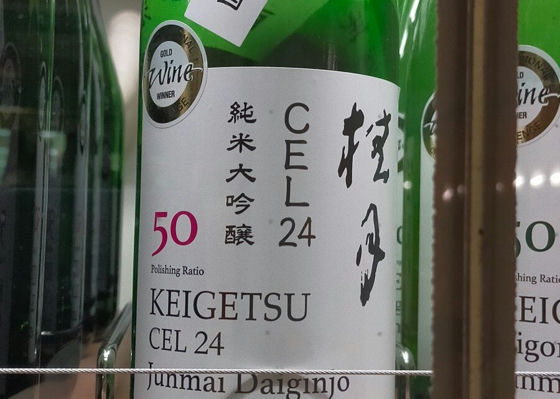 GOLD
Wine
WINNER
桂月
CEL
24
純米大吟醸
50
Polishing Ratio
KEIGETSU
CEL 24
Junmai Daiginjo
50